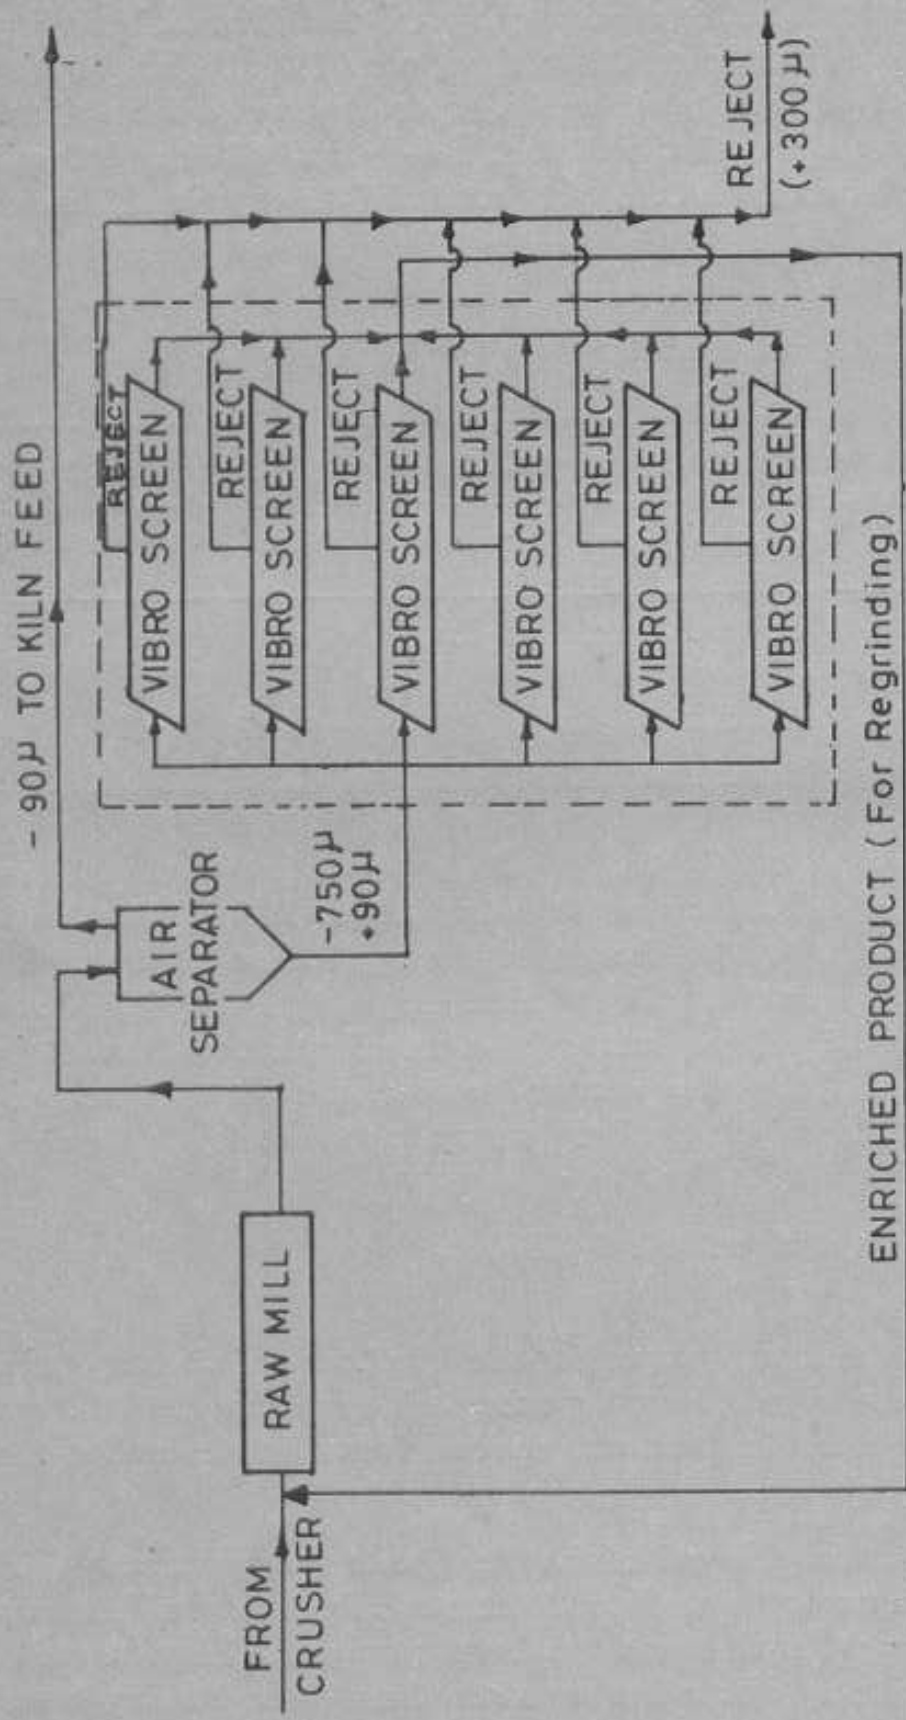 - 90µ TO KILN FEED
FROM
CRUSHER
RAW MILL
AIR
SEPARATOR
-750µ
+90µ
REJECT
VIBRO SCREEN
REJECT
VIBRO SCREEN
REJECT
VIBRO SCREEN
REJECT
VIBRO SCREEN
REJECT
VIBRO SCREEN
REJECT
VIBRO SCREEN
REJECT
(+300µ)
ENRICHED PRODUCT (For Regrinding)